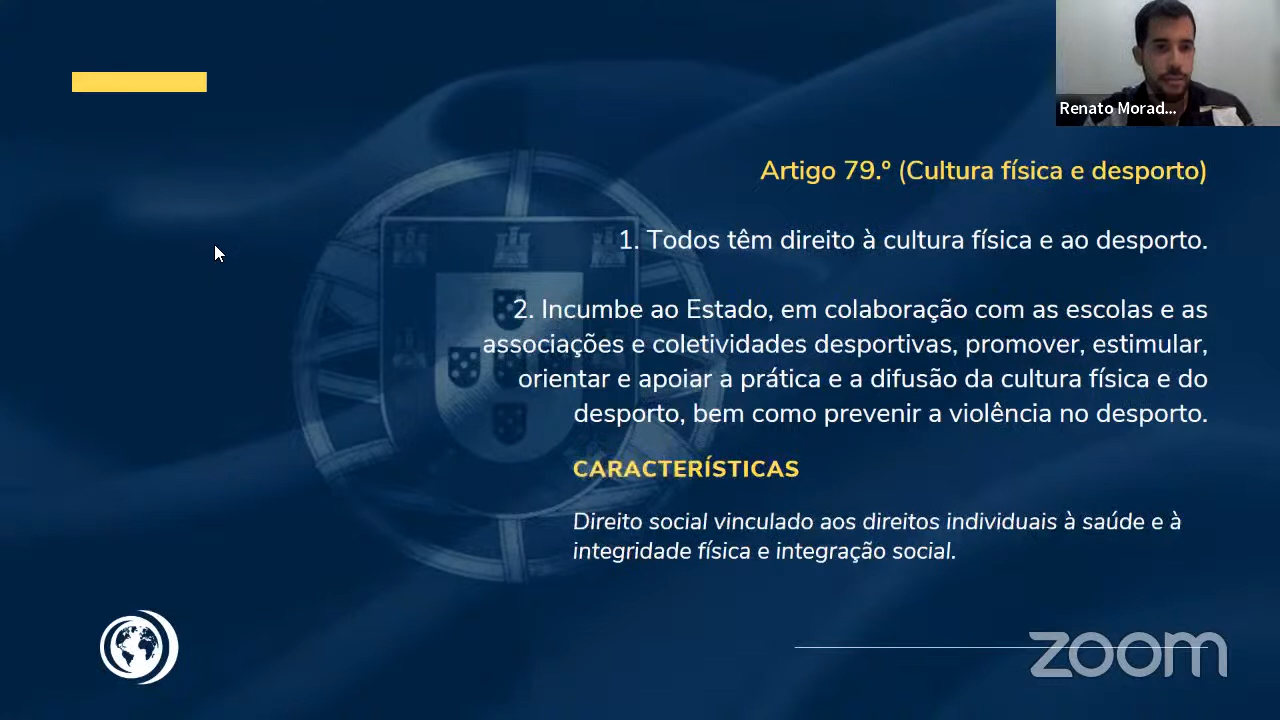 Renato Morad...
Artigo 79.º (Cultura física e desporto)
1. Todos têm direito à cultura física e ao desporto.
2. Incumbe ao Estado, em colaboração com as escolas e as
associações e coletividades desportivas, promover, estimular,
orientar e apoiar a prática e a difusão da cultura física e do
desporto, bem como prevenir a violência no desporto.
CARACTERÍSTICAS
Direito social vinculado aos direitos individuais à saúde e à
integridade física e integração social.
zoom